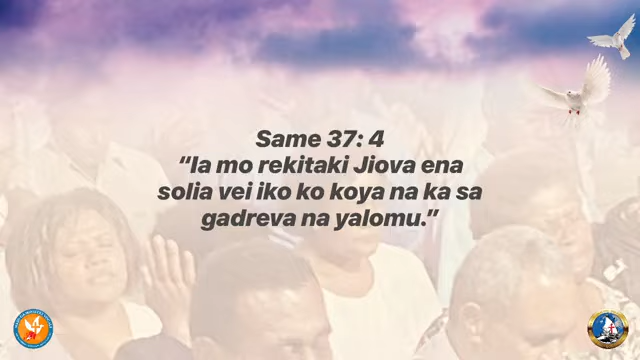 Same 37: 4
“Ia mo rekitaki Jiova ena
solia vei iko ko koya na ka sa
gadreva na yalomu.”